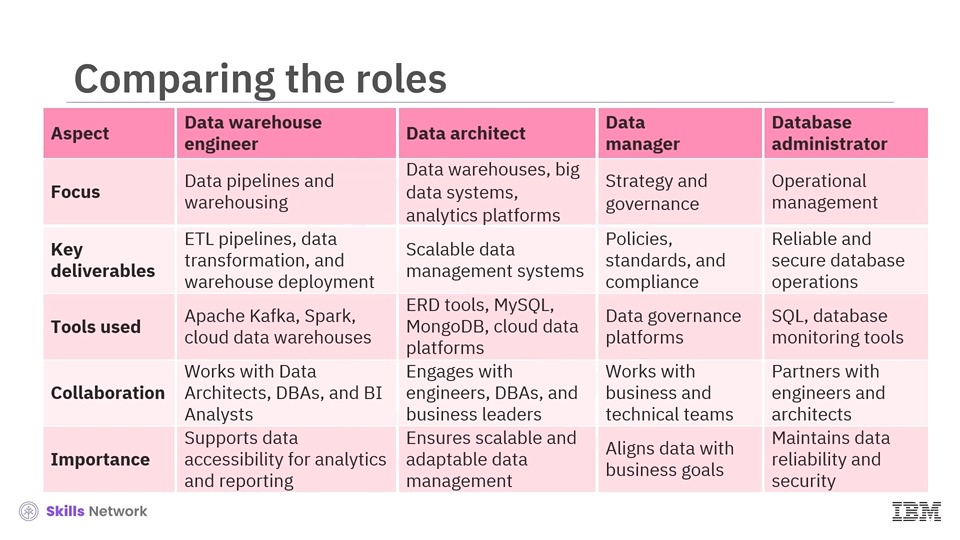 Comparing the roles
Aspect
Data warehouse
engineer
Data architect
Data
manager
Database
administrator
Focus
Data pipelines and
warehousing
Data warehouses, big
data systems,
analytics platforms
Strategy and
governance
Operational
management
Key
deliverables
ETL pipelines, data
transformation, and
warehouse deployment
Scalable data
management systems
Policies,
standards, and
compliance
Reliable and
secure database
operations
Tools used
Apache Kafka, Spark,
cloud data warehouses
ERD tools, MySQL,
MongoDB, cloud data
platforms
Data governance
platforms
SQL, database
monitoring tools
Collaboration
Works with Data
Architects, DBAs, and BI
Analysts
Engages with
engineers, DBAs, and
business leaders
Works with
business and
technical teams
Partners with
engineers and
architects
Importance
Supports data
accessibility for analytics
and reporting
Ensures scalable and
adaptable data
management
Aligns data with
business goals
Maintains data
reliability and
security
Skills Network
IBM